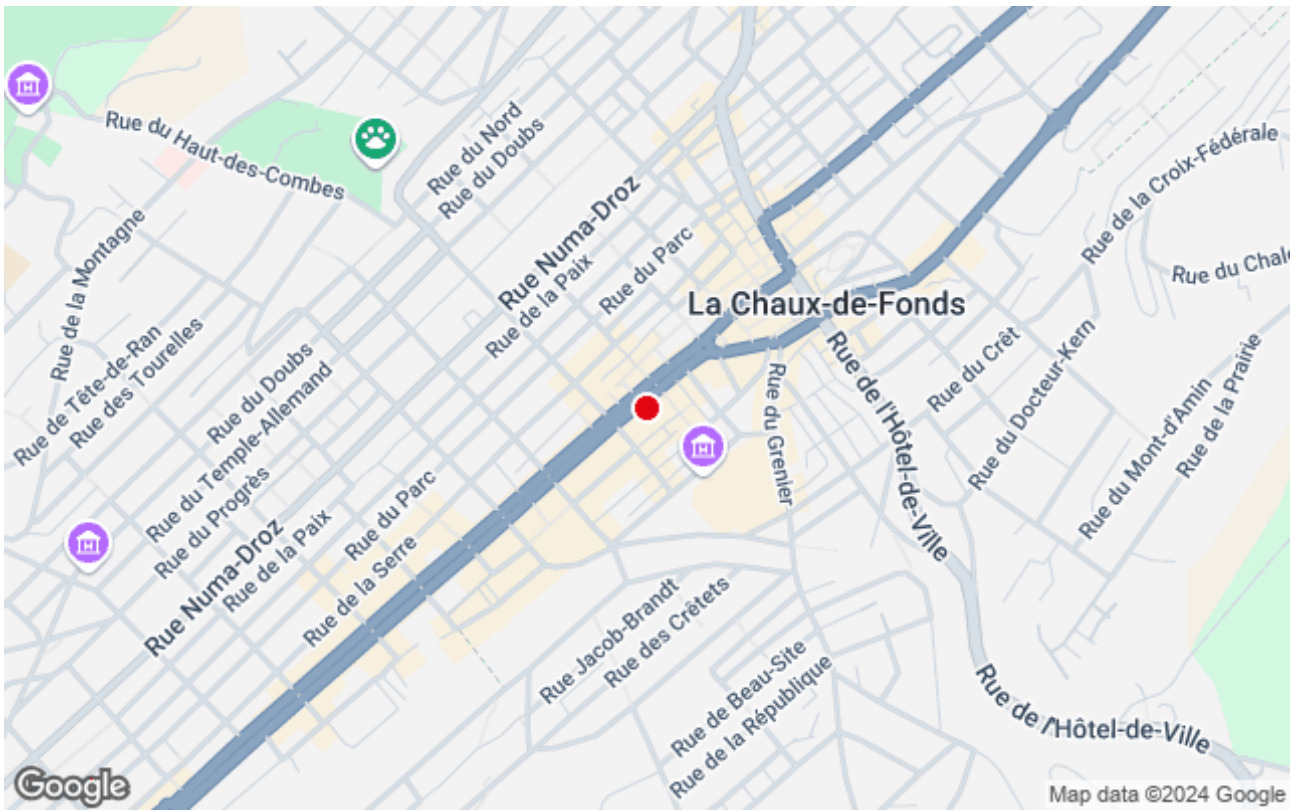 Rue du Haut-des-Combes
Rue du Nord
Rue du Doubs
Rue de la Croix-Fédérale
Rue du Chale
Rue de la Montagne
Rue Numa-Droz
Rue de la Paix
Rue du Parc
La Chaux-de-Fonds
Rue de Tête-de-Ran
Rue des Tourelles
Rue du Doubs
Rue du Temple-Allemand
Rue du Progrès
Rue Numa-Droz
Rue de la Paix
Rue du Parc
Rue de la Serre
Rue du Grenier
Rue de l'Hôtel-de-Ville
Rue du Crêt
Rue du Docteur-Kern
Rue du Mont-d'Amin
Rue de la Prairie
Rue Jacob-Brandt
Rue des Crêtets
Rue de Beau-Site
Rue de la République
Rue de l'Hôtel-de-Ville
H
H
H
Google
Map data ©2024 Google